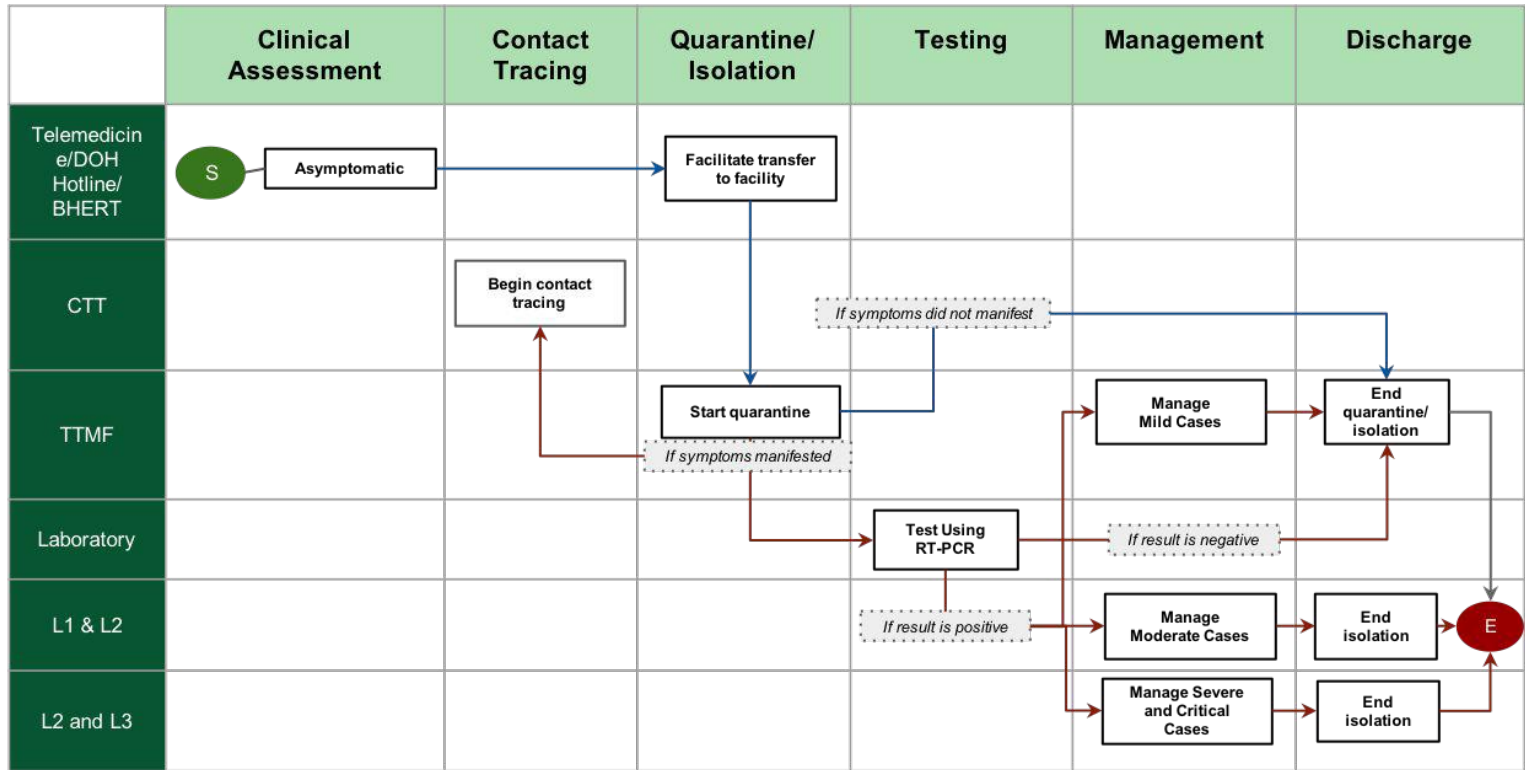 Clinical
Assessment
Contact
Tracing
Quarantine/
Isolation
Testing
Management
Discharge
Telemedicin
e/DOH
Hotline/
BHERT
S
Asymptomatic
Facilitate transfer
to facility
CTT
Begin contact
tracing
If symptoms did not manifest
TTMF
Start quarantine
If symptoms manifested
Manage
Mild Cases
End
quarantine/
isolation
Laboratory
Test Using
RT-PCR
If result is negative
L1 & L2
If result is positive
Manage
Moderate Cases
End
isolation
E
L2 and L3
Manage Severe
and Critical
Cases
End
isolation